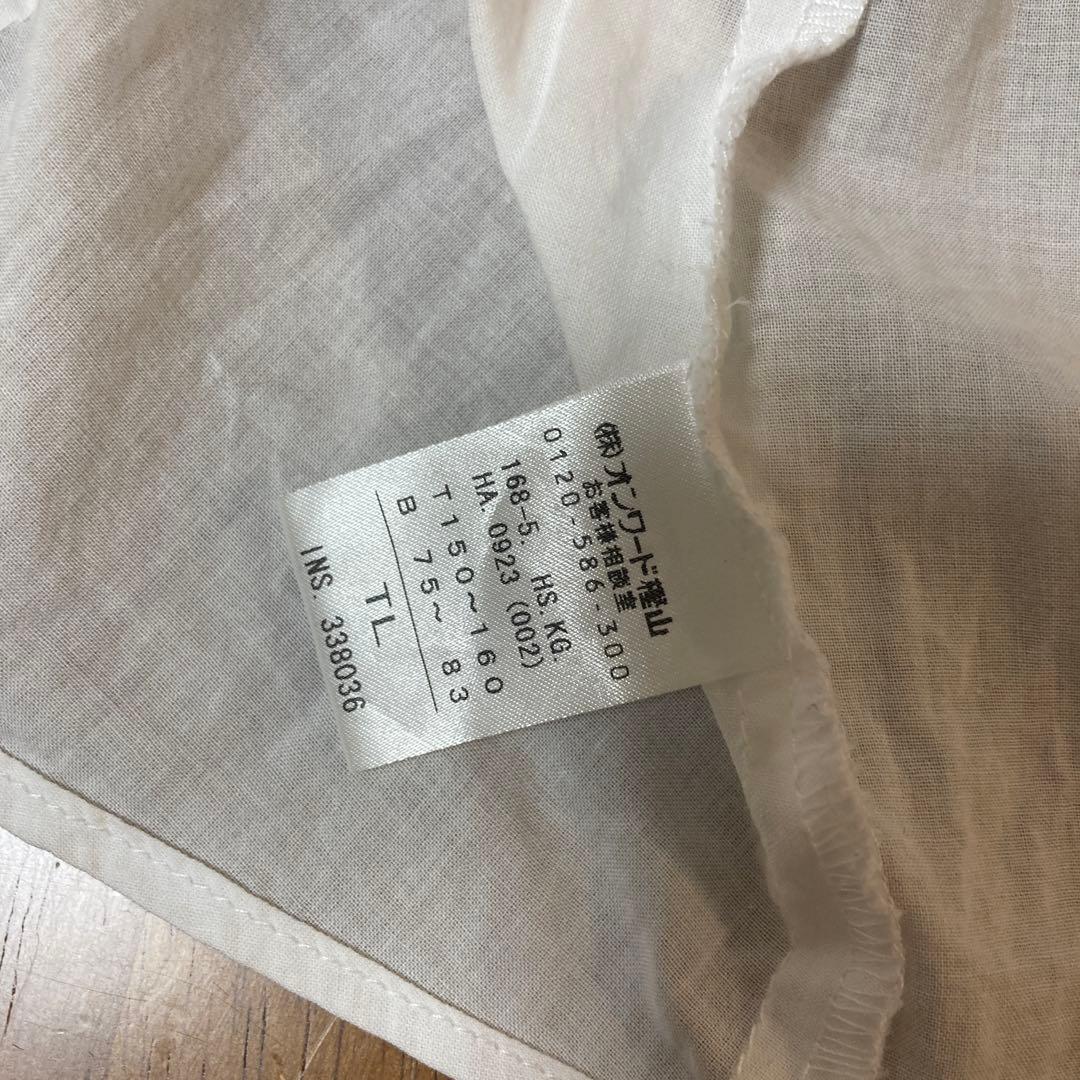 (株)オンワード樫山
お客様相談室
0120-586-300
168-5. HS.KG.
HA. 0923 (002)
T150~160
B 75~ 83
TL
INS. 338036